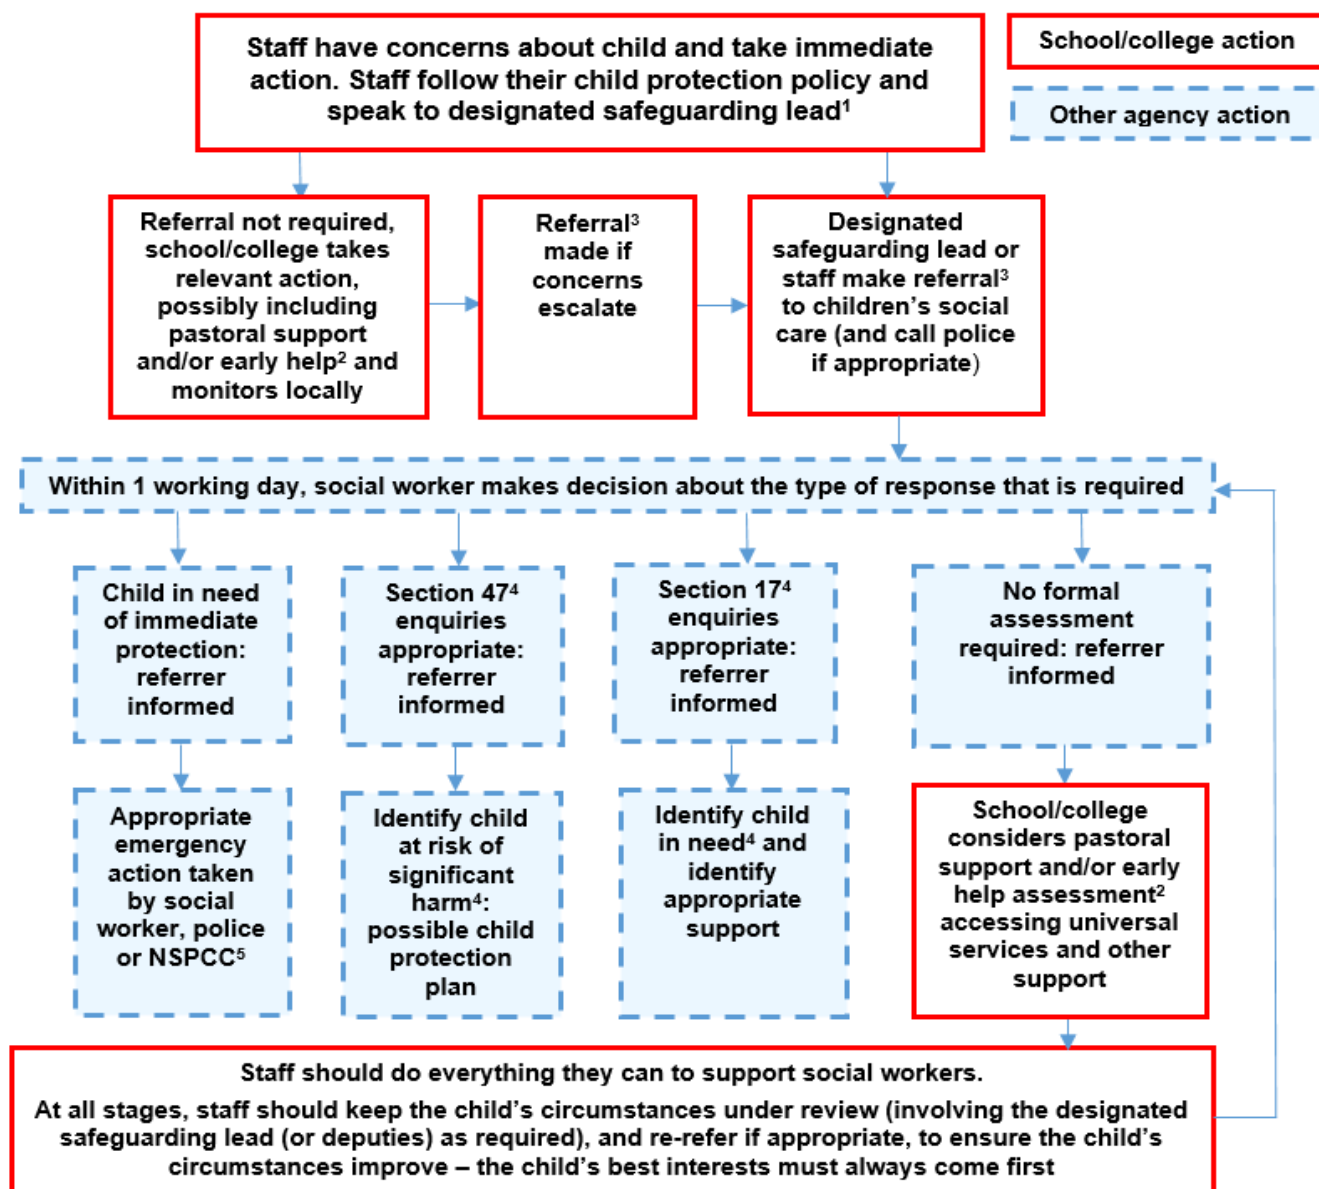 Staff have concerns about child and take immediate
action. Staff follow their child protection policy and
speak to designated safeguarding lead¹
School/college action
Other agency action
Referral not required,
school/college takes
relevant action,
possibly including
pastoral support
and/or early help² and
monitors locally
Referral³
made if
concerns
escalate
Designated
safeguarding lead or
staff make referral³
to children’s social
care (and call police
if appropriate)
Within 1 working day, social worker makes decision about the type of response that is required
Child in need
of immediate
protection:
referrer
informed
Section 47⁴
enquiries
appropriate:
referrer
informed
Section 17⁴
enquiries
appropriate:
referrer
informed
No formal
assessment
required: referrer
informed
Appropriate
emergency
action taken
by social
worker, police
or NSPCC⁵
Identify child
at risk of
significant
harm⁴:
possible child
protection
plan
Identify child
in need⁴ and
identify
appropriate
support
School/college
considers pastoral
support and/or early
help assessment²
accessing universal
services and other
support
Staff should do everything they can to support social workers.
At all stages, staff should keep the child’s circumstances under review (involving the designated
safeguarding lead (or deputies) as required), and re-refer if appropriate, to ensure the child’s
circumstances improve – the child’s best interests must always come first